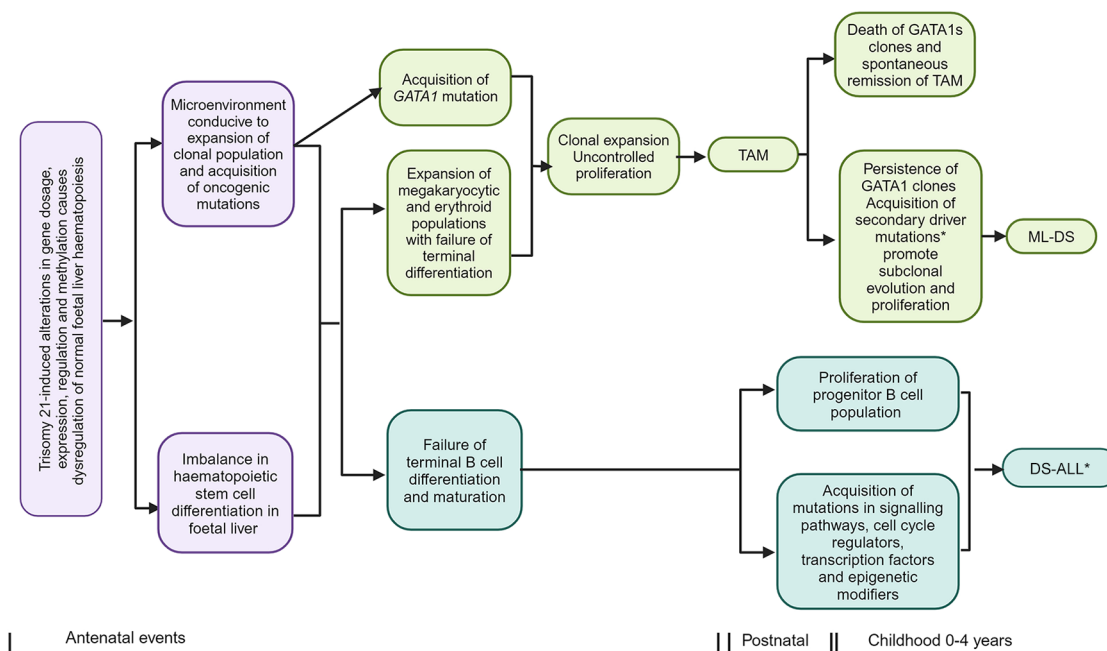 Trisomy 21-induced alterations in gene dosage,
expression, regulation and methylation causes
dysregulation of normal foetal liver haematopoiesis
Microenvironment
conducive to
expansion of
clonal population
and acquisition
of oncogenic
mutations
Imbalance in
haematopoietic
stem cell
differentiation in
foetal liver
Acquisition of
GATA1 mutation
Expansion of
megakaryocytic
and erythroid
populations
with failure of
terminal
differentiation
Failure of
terminal B cell
differentiation
and maturation
Clonal expansion
Uncontrolled
proliferation
TAM
Death of GATA1s
clones and
spontaneous
remission of TAM
Persistence of
GATA1 clones
Acquisition of
secondary driver
mutations*
promote
subclonal
evolution and
proliferation
ML-DS
Proliferation of
progenitor B cell
population
Acquisition of
mutations in signalling
pathways, cell cycle
regulators,
transcription factors
and epigenetic
modifiers
DS-ALL*
Antenatal events
Postnatal
Childhood 0-4 years